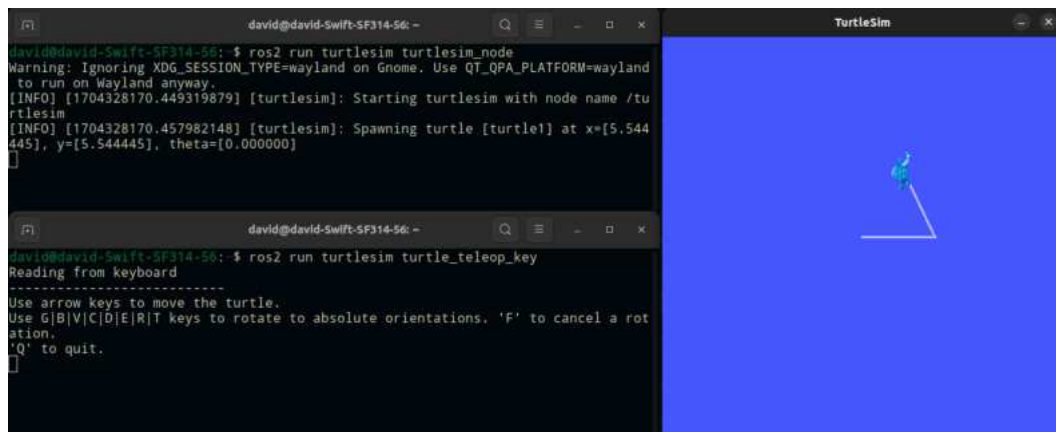 david@david-Swift-SF314-56: ~
david@david-Swift-SF314-56:~$ ros2 run turtlesim turtlesim_node
Warning: Ignoring XDG_SESSION_TYPE=wayland on Gnome. Use QT_QPA_PLATFORM=wayland
to run on Wayland anyway.
[INFO] [1704328170.449319879] [turtlesim]: Starting turtlesim with node name /tu
rtlesim
[INFO] [1704328170.457982148] [turtlesim]: Spawning turtle [turtle1] at x=[5.544
445], y=[5.544445], theta=[0.000000]
david@david-Swift-SF314-56: ~
david@david-Swift-SF314-56:~$ ros2 run turtlesim turtle_teleop_key
Reading from keyboard
---------------------------
Use arrow keys to move the turtle.
Use G|B|V|C|D|E|R|T keys to rotate to absolute orientations. 'F' to cancel a rot
ation.
'Q' to quit.
TurtleSim